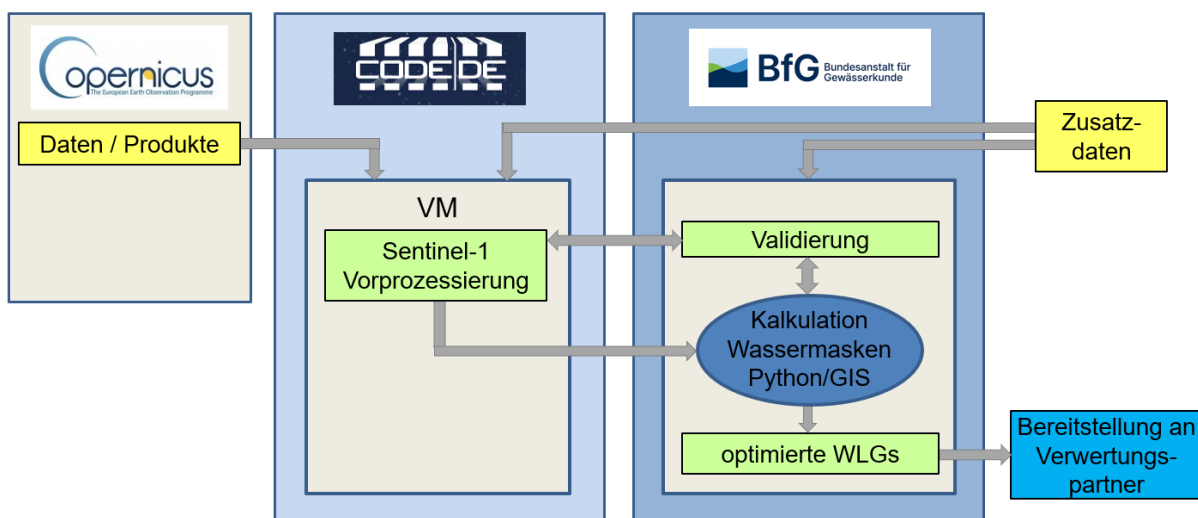 Copernicus
The European Earth Observation Programme
Daten / Produkte
CODE DE
VM
Sentinel-1
Vorprozessierung
BfG
Bundesanstalt für
Gewässerkunde
Validierung
Kalkulation
Wassermasken
Python/GIS
optimierte WLGs
Zusatz-
daten
Bereitstellung an
Verwertungs-
partner